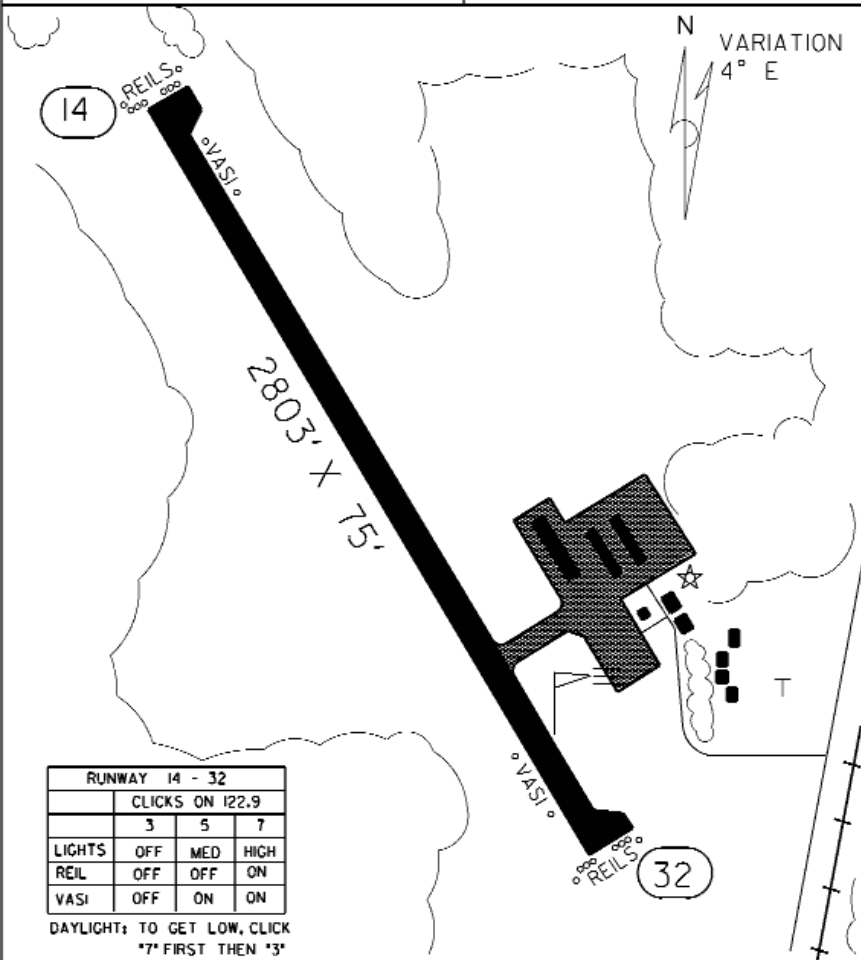 N
VARIATION
4° E
REILS
14
VASI
2803' X 75'
T
VASI
REILS
32
RUNWAY 14 - 32
CLICKS ON 122.9
3 5 7
LIGHTS OFF MED HIGH
REIL OFF OFF ON
VASI OFF ON ON
DAYLIGHT: TO GET LOW, CLICK
"7" FIRST THEN "3"